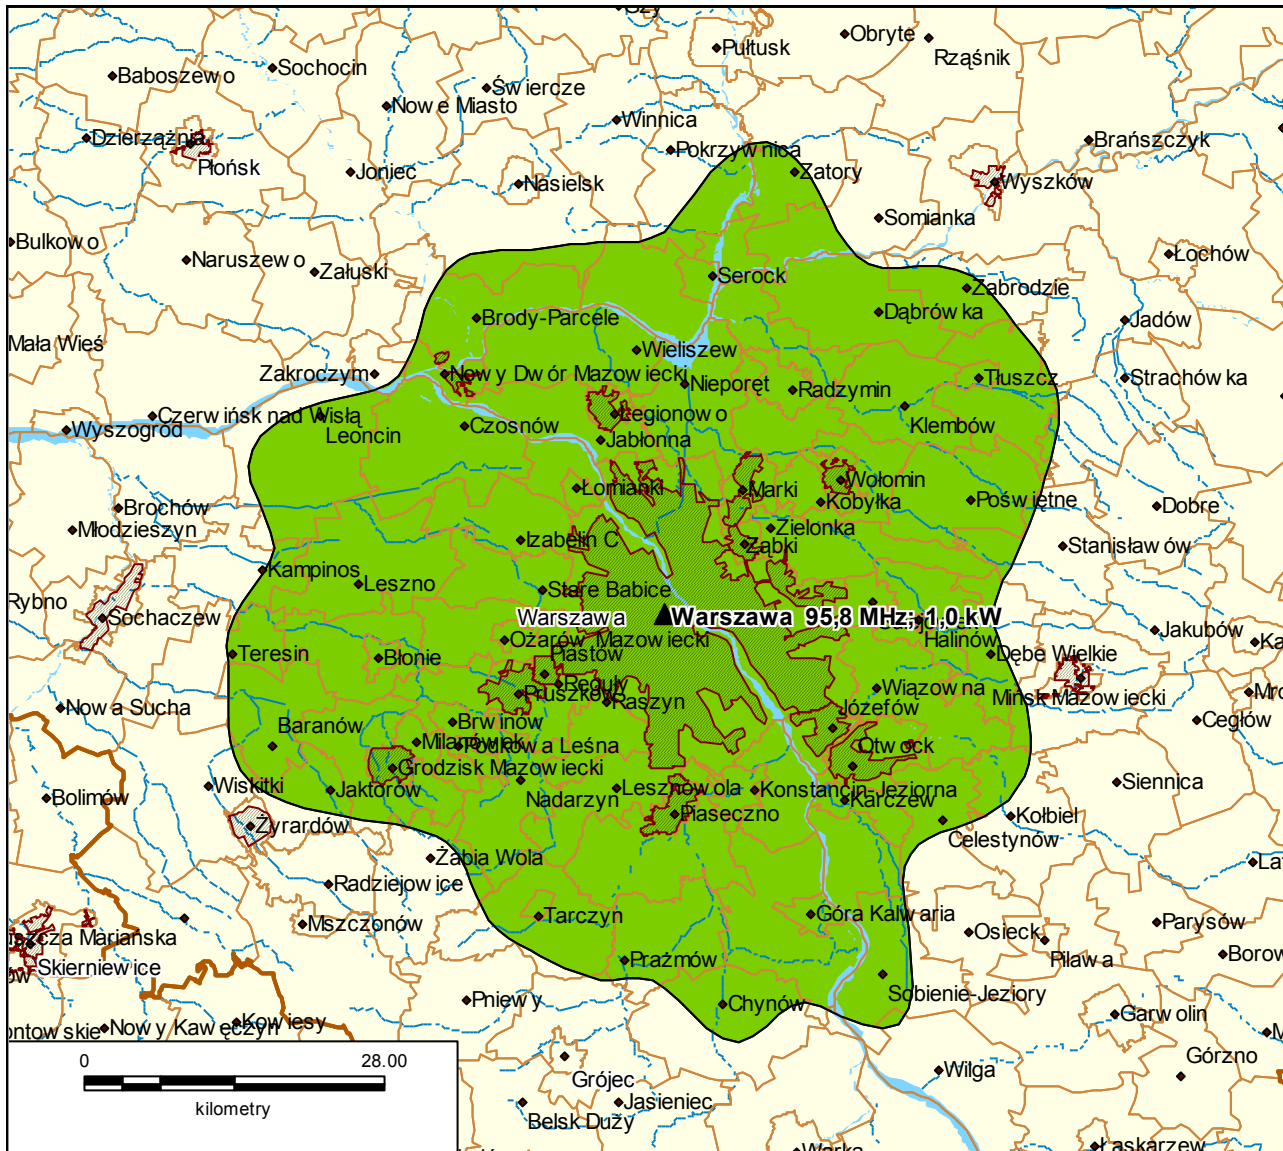 Pułtusk
Obryte
Rząśnik
Baboszewo
Sochocin
Świercze
Nowe Miasto
Winnica
Dzierzążnia
Brańszczyk
Pokrzywnica
Płońsk
Joniec
Nasielsk
Zatory
Wyszków
Somianka
Bulkowo
Naruszewo
Załuski
Łochów
Serock
Zabrodzie
Dąbrówka
Brody-Parcele
Jadów
Mała Wieś
Wieliszew
Zakroczym
Nowy Dwór Mazowiecki
Nieporęt
Radzymin
Tłuszcz
Strachówka
Czerwińsk nad Wisłą
Legionowo
Wyszogród
Leoncin
Czosnów
Klembów
Jabłonna
Łomianki
Marki
Wołomin
Kobyłka
Poświętne
Dobre
Brochów
Młodzieszyn
Zielonka
Izabelin C
Ząbki
Stanisławów
Kampinos
Leszno
Stare Babice
Rybno
Sochaczew
Warszawa
Warszawa 95,8 MHz; 1,0 kW
Halinów
Jakubów
Ożarów Mazowiecki
Teresin
Błonie
Piastów
Dębe Wielkie
Reguły
Pruszków
Wiązowna
Mińsk Mazowiecki
Raszyn
Nowa Sucha
Józefów
Cegłów
Baranów
Brwinów
Milanówek
Podkowa Leśna
Otwock
Grodzisk Mazowiecki
Wiskitki
Jaktorów
Nadarzyn
Lesznowola
Konstancin-Jeziorna
Siennica
Bolimów
Karczew
Piaseczno
Kołbiel
Żyrardów
Celestynów
Żabia Wola
Radziejowice
Mszczonów
Tarczyn
Góra Kalwaria
Parysów
Osieck
uszcza Mariańska
Pilawa
Skierniewice
Prażmów
Sobienie-Jeziory
Pniewy
Chynów
Garwolin
Nowy Kawęczyn
Kowiesy
Górzno
Wilga
Grójec
Jasieniec
Belsk Duży
Łaskarzew
0 28.00
kilometry